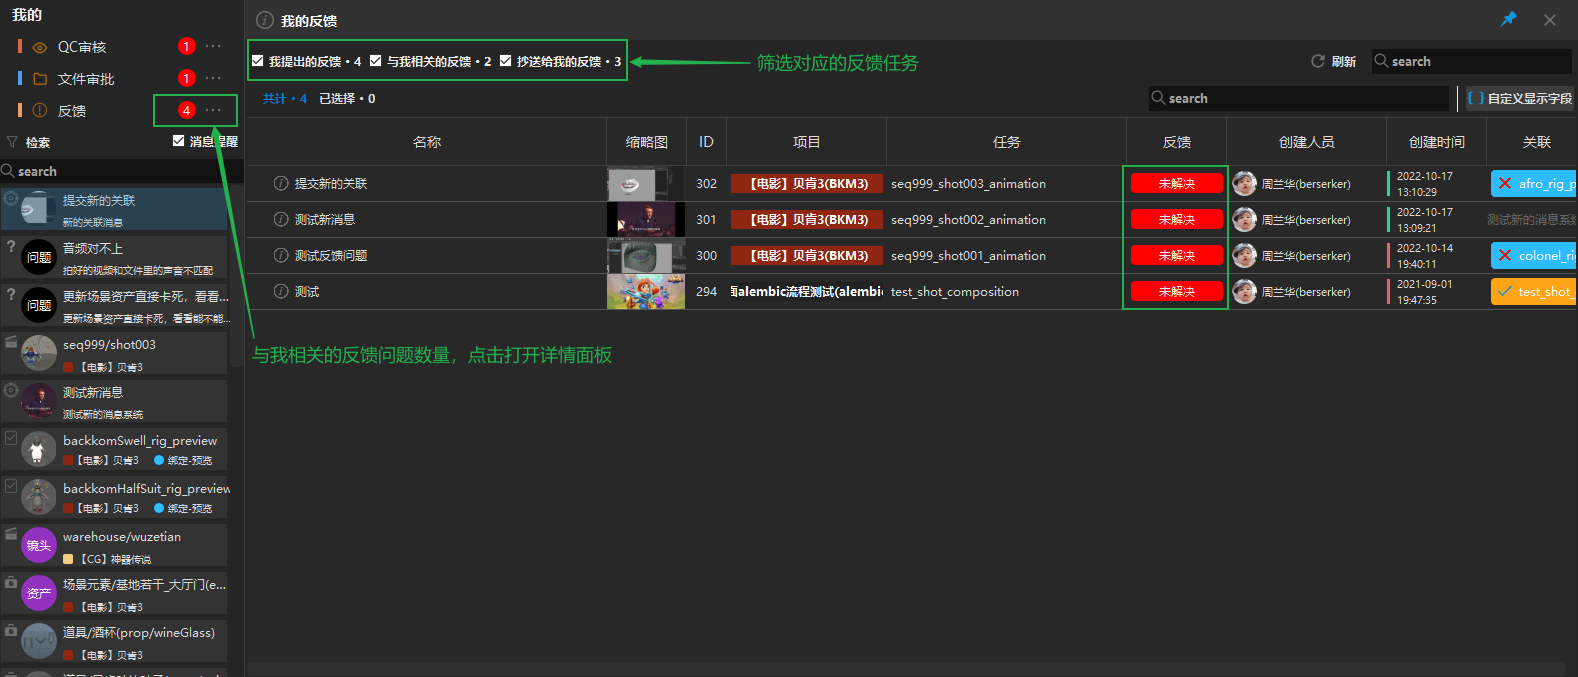 我的
QC审核 1 ···
文件审批 1 ···
反馈 4 ···
检索 消息提醒
search
提交新的关联
新的关联消息
?
问题
音频对不上
拍好的视频和文件里的声音不匹配
?
问题
更新场景资产直接卡死，看看...
更新场景资产直接卡死，看看能不能...
seq999/shot003
【电影】贝肯3
测试新消息
测试新的消息系统
backkomSwell_rig_preview
【电影】贝肯3 绑定-预览
backkomHalfSuit_rig_preview
【电影】贝肯3 绑定-预览
镜头
warehouse/wuzetian
【CG】神器传说
资产
场景元素/基地若干_大厅门(e...
【电影】贝肯3
道具/酒杯(prop/wineGlass)
【电影】贝肯3
我的反馈
我提出的反馈 • 4 与我相关的反馈 • 2 抄送给我的反馈 • 3
筛选对应的反馈任务
刷新 search
共计 • 4 已选择 • 0
search [ ] 自定义显示字段
名称 缩略图 ID 项目 任务 反馈 创建人员 创建时间 关联
提交新的关联 302 【电影】贝肯3(BKM3) seq999_shot003_animation 未解决 周兰华(berserker) 2022-10-17 13:10:29 afro_rig_p
测试新消息 301 【电影】贝肯3(BKM3) seq999_shot002_animation 未解决 周兰华(berserker) 2022-10-17 13:09:21 测试新的消息系统
测试反馈问题 300 【电影】贝肯3(BKM3) seq999_shot001_animation 未解决 周兰华(berserker) 2022-10-14 19:40:11 colonel_ri
测试 294 alembic流程测试(alembic test_shot_composition 未解决 周兰华(berserker) 2021-09-01 19:47:35 test_shot_
与我相关的反馈问题数量，点击打开详情面板